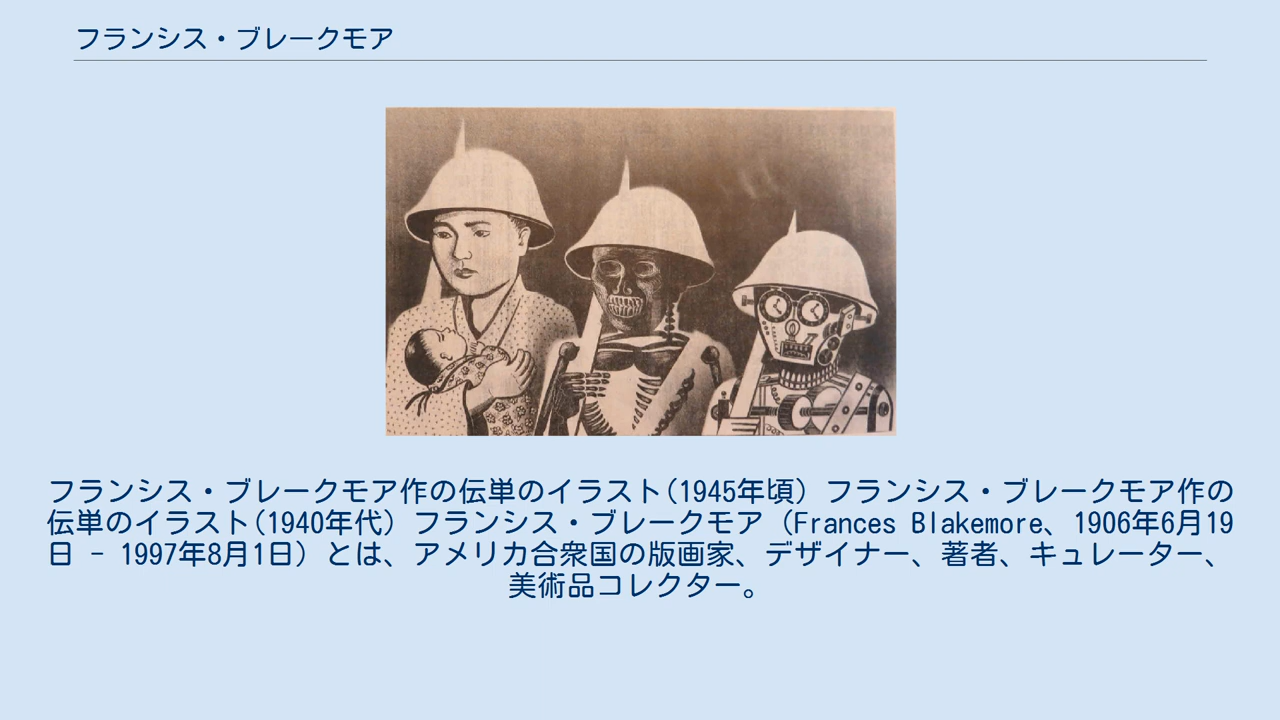 フランシス・ブレークモア
フランシス・ブレークモア作の伝単のイラスト(1945年頃) フランシス・ブレークモア作の
伝単のイラスト(1940年代) フランシス・ブレークモア（Frances Blakemore、1906年6月19
日 - 1997年8月1日）とは、アメリカ合衆国の版画家、デザイナー、著者、キュレーター、
美術品コレクター。